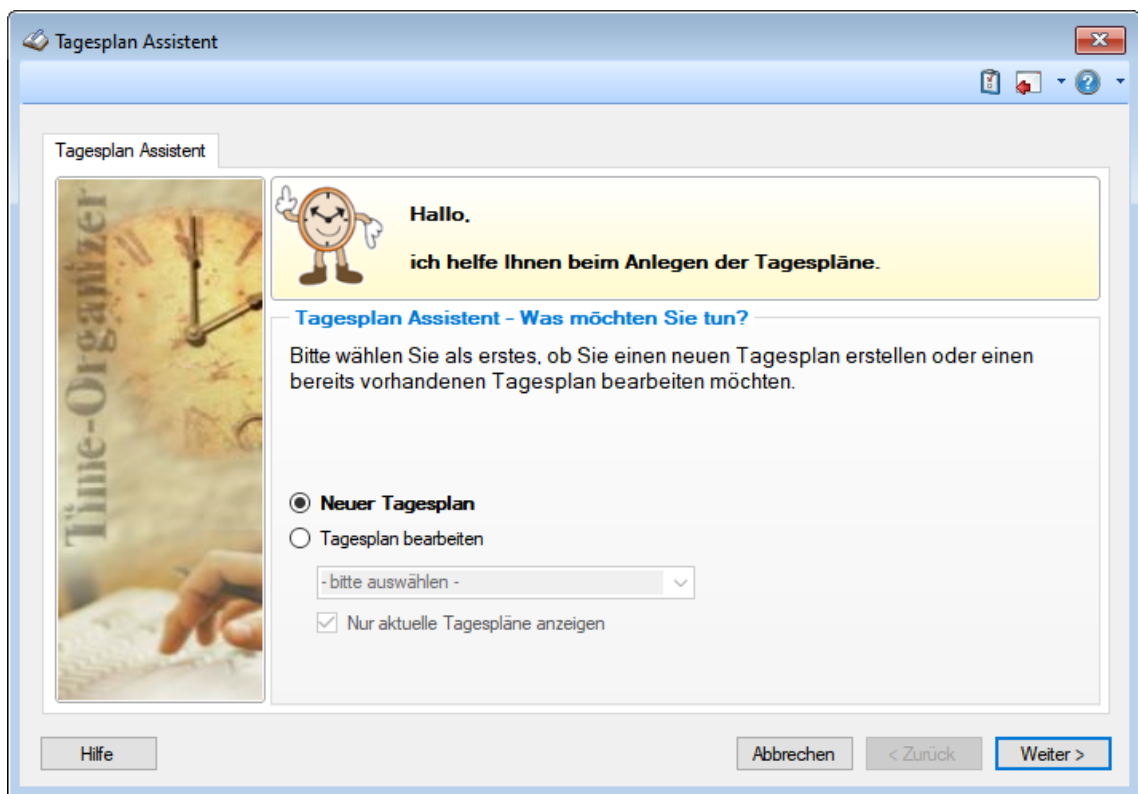 Tagesplan Assistent
Tagesplan Assistent
Time-Organizer
Hallo,
ich helfe Ihnen beim Anlegen der Tagespläne.
Tagesplan Assistent - Was möchten Sie tun?
Bitte wählen Sie als erstes, ob Sie einen neuen Tagesplan erstellen oder einen
bereits vorhandenen Tagesplan bearbeiten möchten.
Neuer Tagesplan
Tagesplan bearbeiten
- bitte auswählen -
Nur aktuelle Tagespläne anzeigen
Hilfe
Abbrechen
< Zurück
Weiter >